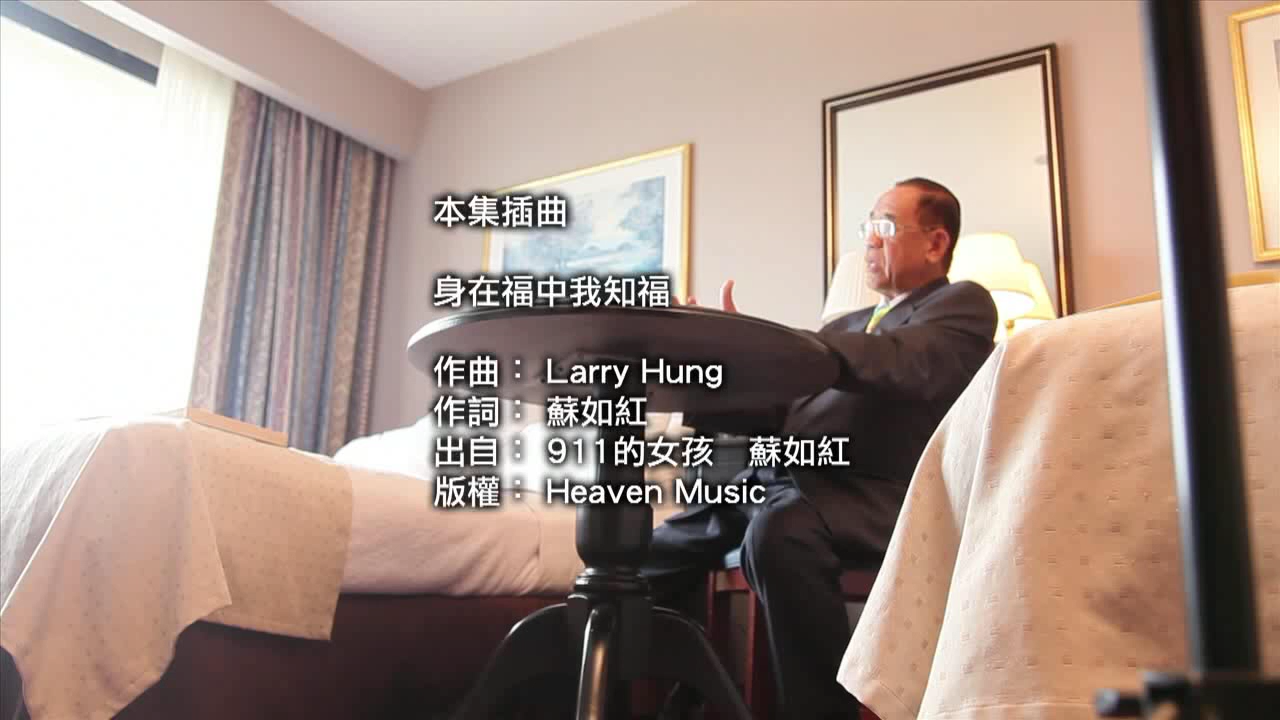 本集插曲
身在福中我知福
作曲： Larry Hung
作詞： 蘇如紅
出自： 911的女孩　蘇如紅
版權： Heaven Music